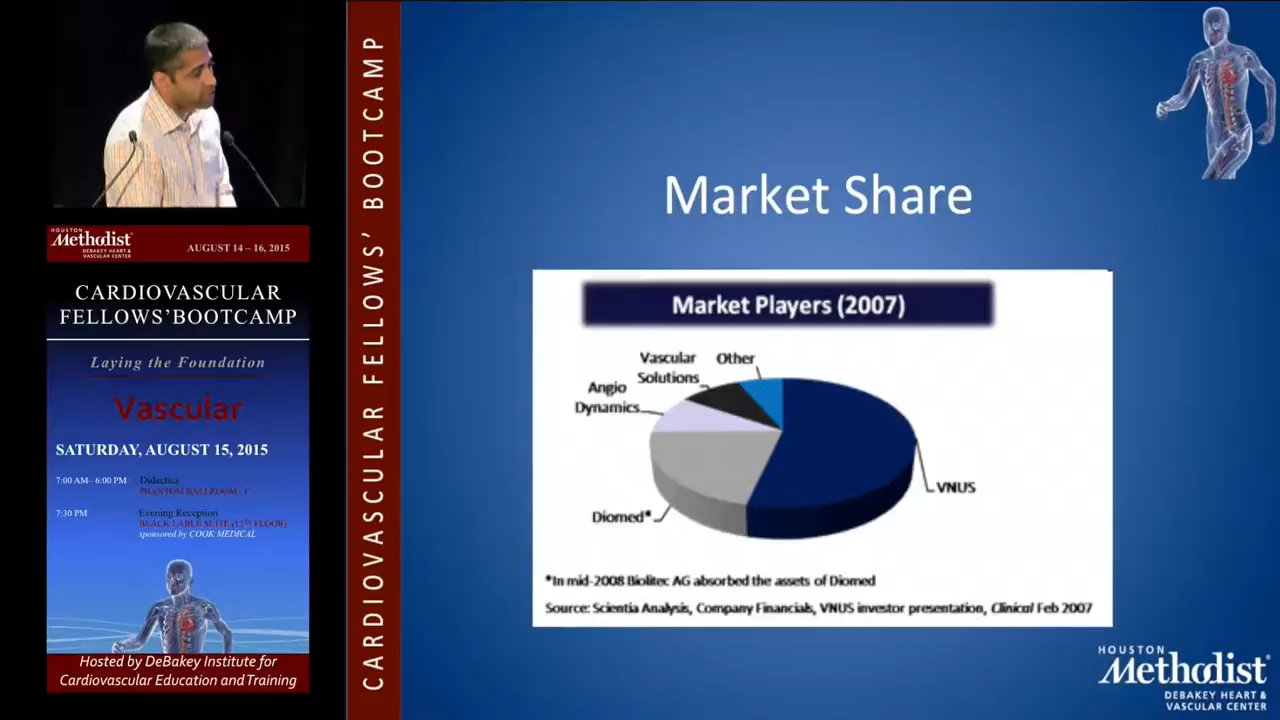 HOUSTON
Methodist
DEBAKEY HEART &
VASCULAR CENTER
AUGUST 14 – 16, 2015
CARDIOVASCULAR
FELLOWS'BOOTCAMP
Laying the Foundation
Vascular
SATURDAY, AUGUST 15, 2015
7:00 AM– 6:00 PM Didactics
PHANTOM BALLROOM - C
7:30 PM Evening Reception
BLACK LABLE SUITE (12TH FLOOR)
sponsored by COOK MEDICAL
Hosted by DeBakey Institute for
Cardiovascular Education and Training
CARDIOVASCULAR FELLOWS' BOOTCAMP
Market Share
Market Players (2007)
Vascular
Solutions
Other
Angio
Dynamics
VNUS
Diomed*
*In mid-2008 Biolitec AG absorbed the assets of Diomed
Source: Scientia Analysis, Company Financials, VNUS investor presentation, Clinical Feb 2007
HOUSTON
Methodist
DEBAKEY HEART &
VASCULAR CENTER